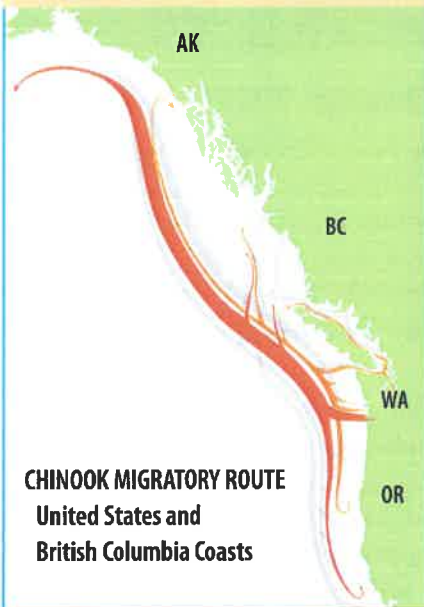 AK
BC
WA
OR
CHINOOK MIGRATORY ROUTE
United States and
British Columbia Coasts